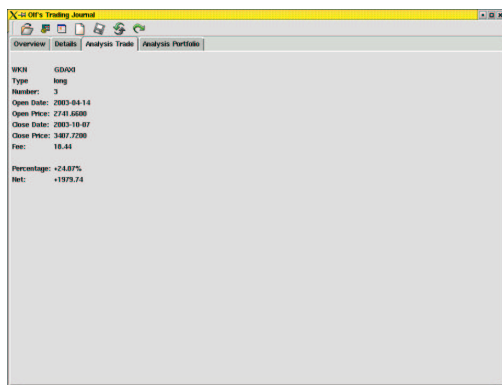 Olf's Trading Journal
Overview Details Analysis Trade Analysis Portfolio
WKN GDAXI
Type long
Number: 3
Open Date: 2003-04-14
Open Price: 2741.6600
Close Date: 2003-10-07
Close Price: 3407.7200
Fee: 18.44
Percentage: +24.07%
Net: +1979.74